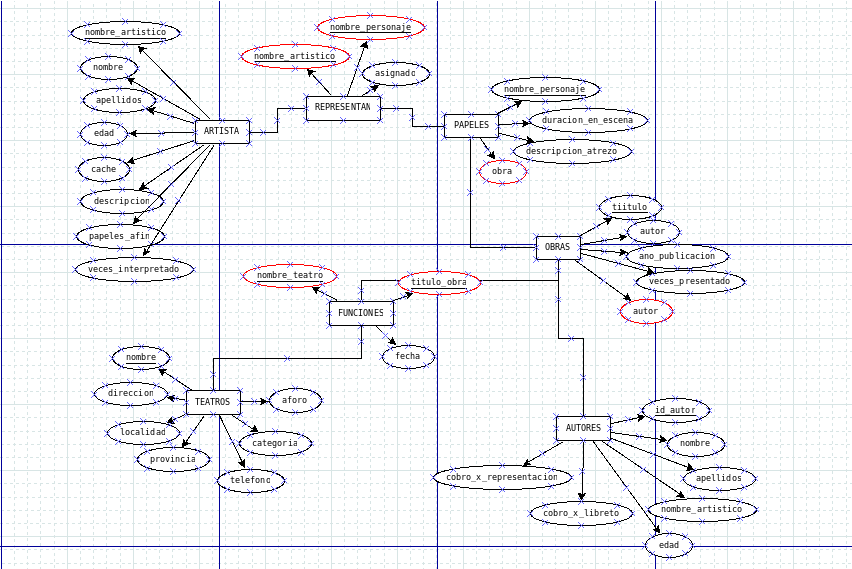 nombre_artistico
nombre
apellidos
edad
cache
descripcion
papeles_afin
veces_interpretado
ARTISTA
nombre_personaje
nombre_artistico
asignado
REPRESENTAN
nombre_personaje
duracion_en_escena
descripcion_atrezo
PAPELES
obra
tiitulo
autor
ano_publicacion
veces_presentado
autor
OBRAS
nombre_teatro
titulo_obra
FUNCIONES
fecha
nombre
direccion
localidad
provincia
TEATROS
aforo
categoria
telefono
id_autor
nombre
apellidos
nombre_artistico
edad
AUTORES
cobro_x_representacion
cobro_x_libreto